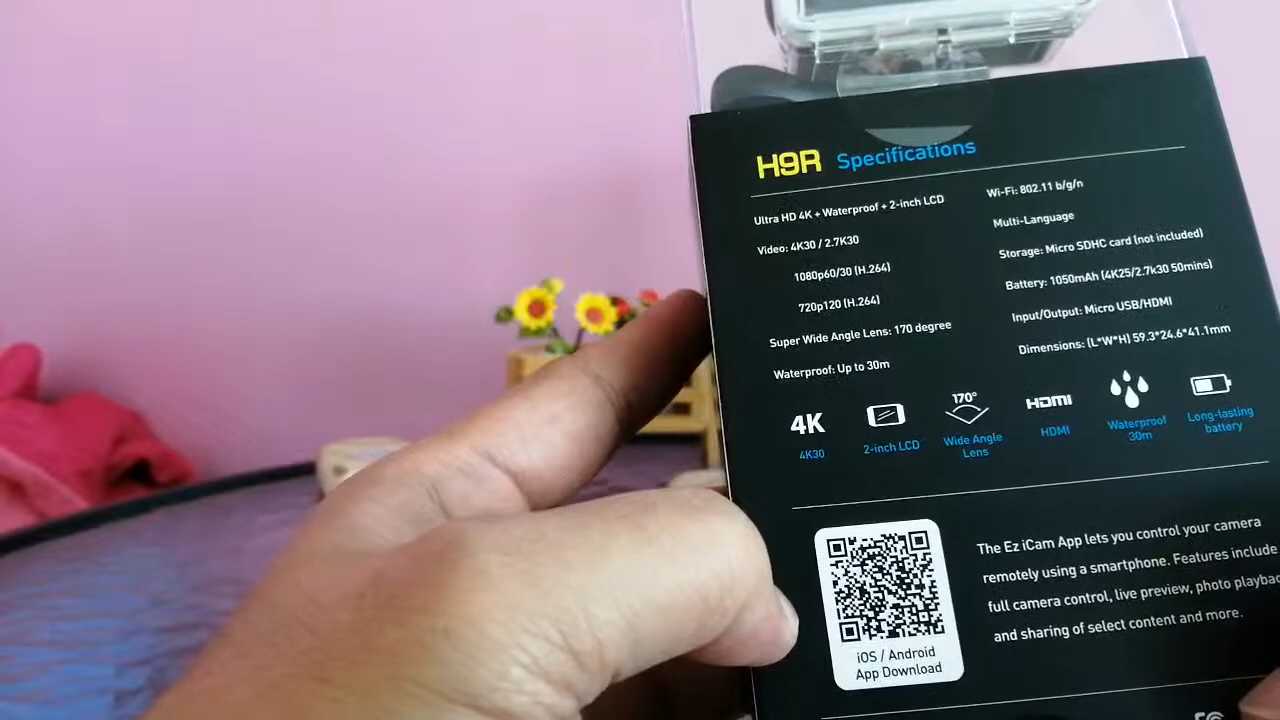 H9R Specifications
Ultra HD 4K + Waterproof + 2-inch LCD
Video: 4K30 / 2.7K30
1080p60/30 (H.264)
720p120 (H.264)
Super Wide Angle Lens: 170 degree
Waterproof: Up to 30m
Wi-Fi: 802.11 b/g/n
Multi-Language
Storage: Micro SDHC card (not included)
Battery: 1050mAh (4K25/2.7k30 50mins)
Input/Output: Micro USB/HDMI
Dimensions: (L*W*H) 59.3*24.6*41.1mm
4K
4K30
2-inch LCD
170°
Wide Angle
Lens
HDMI
HDMI
Waterproof
30m
Long-lasting
battery
iOS / Android
App Download
The Ez iCam App lets you control your camera
remotely using a smartphone. Features include
full camera control, live preview, photo playba
and sharing of select content and more.